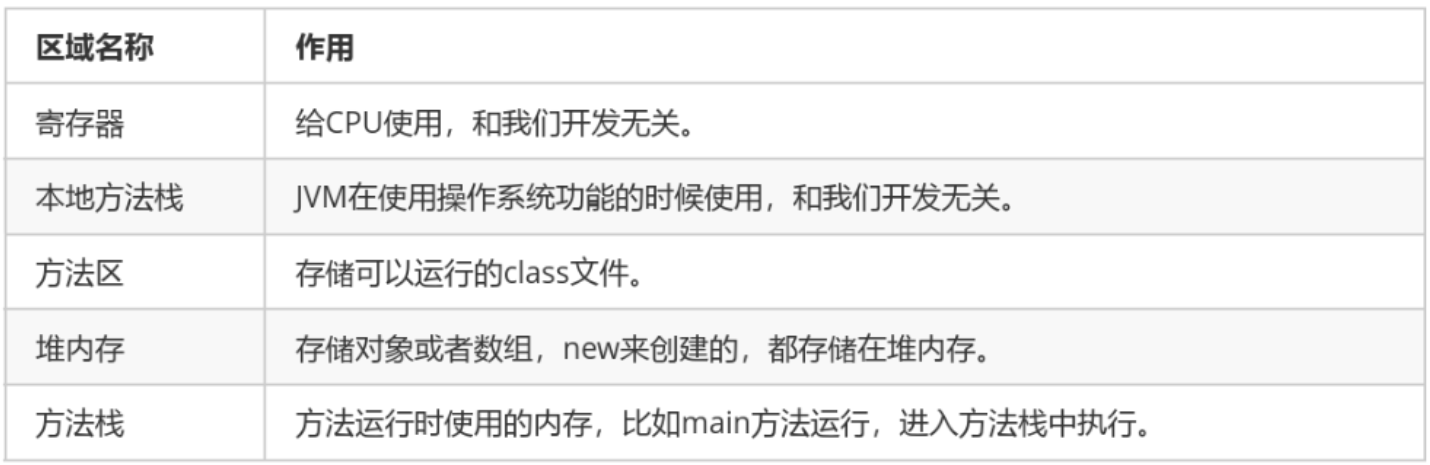 区域名称 作用
寄存器 给CPU使用，和我们开发无关。
本地方法栈 JVM在使用操作系统功能的时候使用，和我们开发无关。
方法区 存储可以运行的class文件。
堆内存 存储对象或者数组，new来创建的，都存储在堆内存。
方法栈 方法运行时使用的内存，比如main方法运行，进入方法栈中执行。